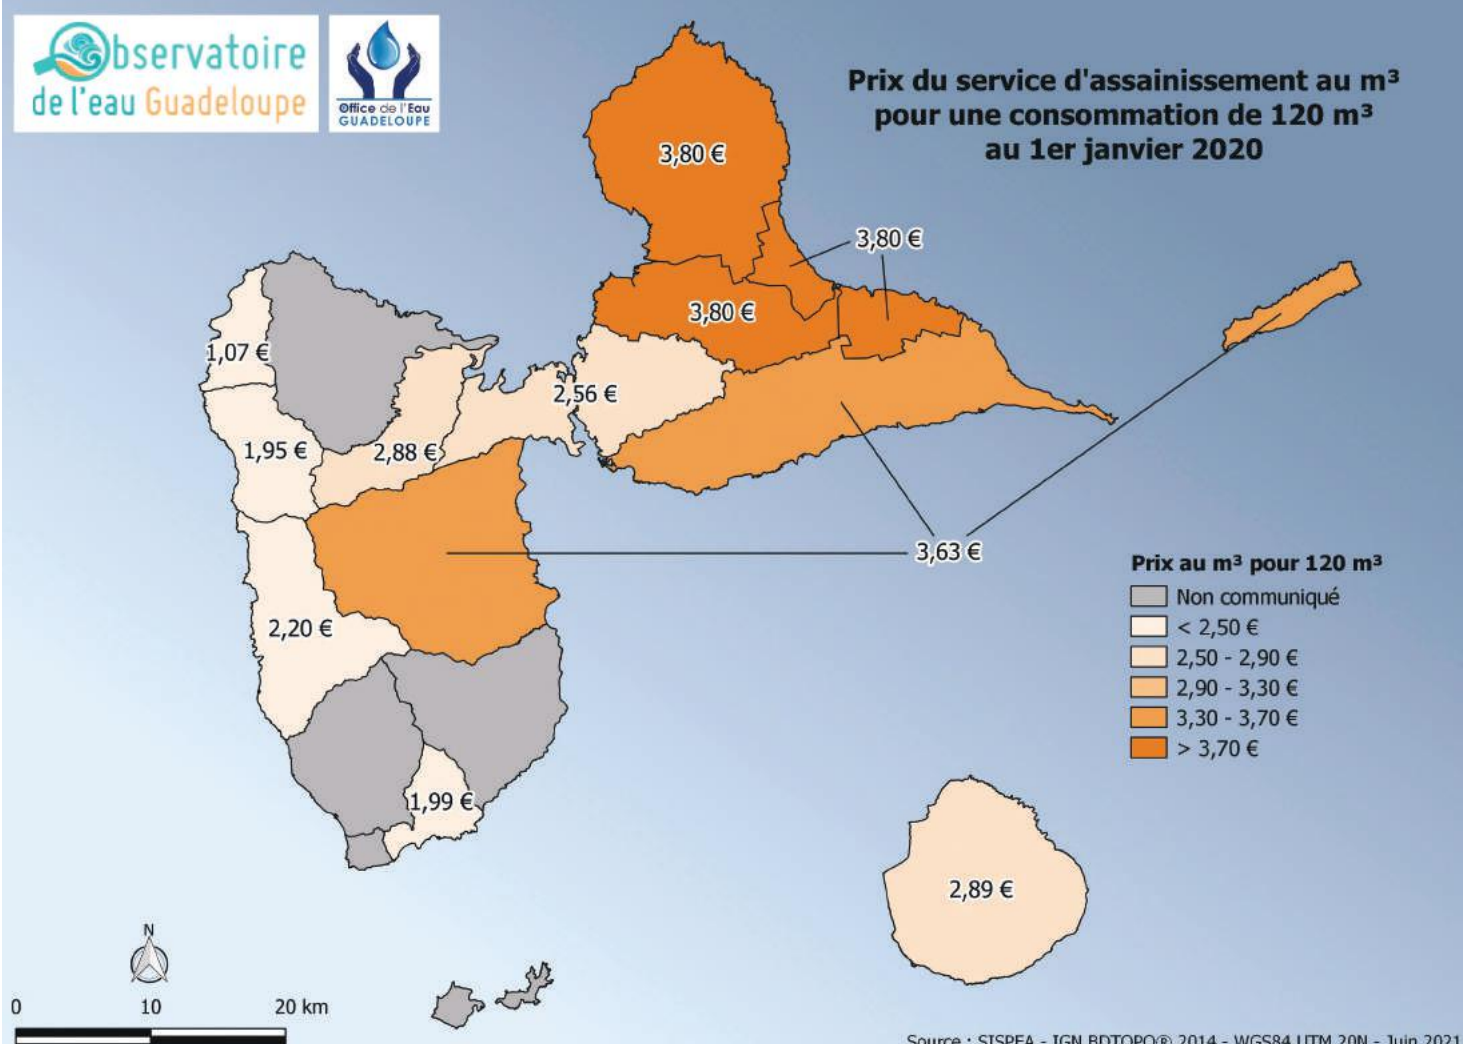 Observatoire
de l'eau Guadeloupe
Office de l'Eau
GUADELOUPE
Prix du service d'assainissement au m³
pour une consommation de 120 m³
au 1er janvier 2020
3,80 €
3,80 €
3,80 €
1,07 €
2,56 €
1,95 €
2,88 €
3,63 €
2,20 €
1,99 €
2,89 €
Prix au m³ pour 120 m³
Non communiqué
< 2,50 €
2,50 - 2,90 €
2,90 - 3,30 €
3,30 - 3,70 €
> 3,70 €
N
0 10 20 km
Source : SISPEA - IGN BDTOPO® 2014 - WGS84 UTM 20N - Juin 2021